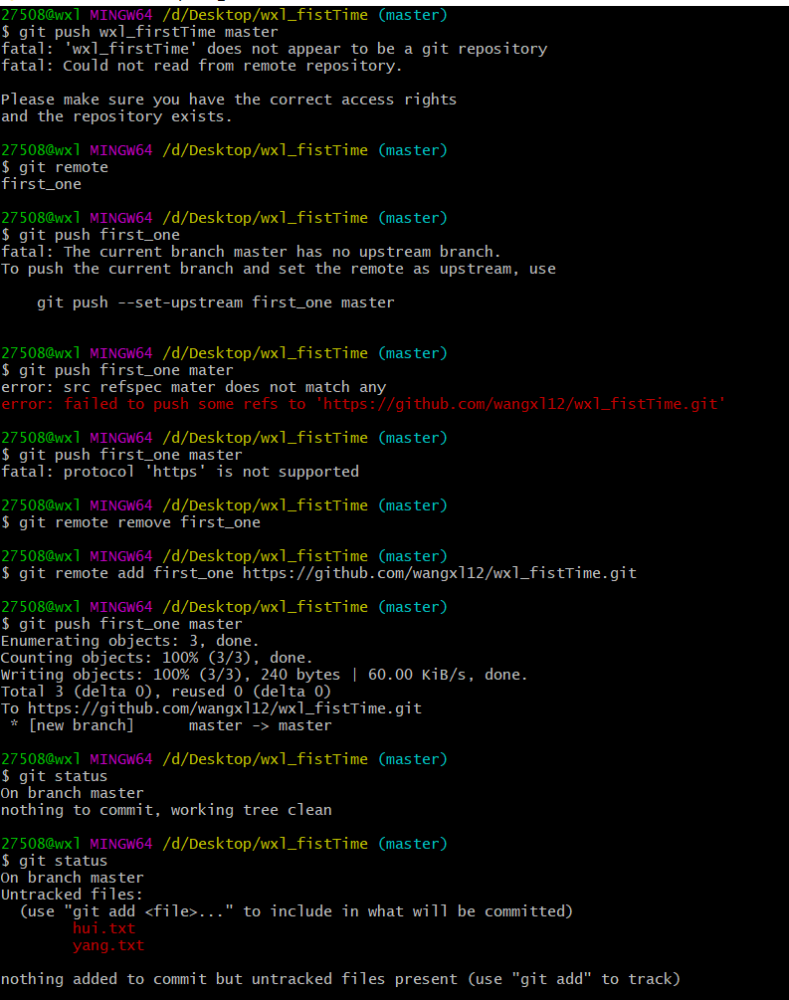 27508@wxl MINGW64 /d/Desktop/wxl_fistTime (master)
$ git push wxl_firstTime master
fatal: 'wxl_firstTime' does not appear to be a git repository
fatal: Could not read from remote repository.
Please make sure you have the correct access rights
and the repository exists.
27508@wxl MINGW64 /d/Desktop/wxl_fistTime (master)
$ git remote
first_one
27508@wxl MINGW64 /d/Desktop/wxl_fistTime (master)
$ git push first_one
fatal: The current branch master has no upstream branch.
To push the current branch and set the remote as upstream, use
git push --set-upstream first_one master
27508@wxl MINGW64 /d/Desktop/wxl_fistTime (master)
$ git push first_one mater
error: src refspec mater does not match any
error: failed to push some refs to 'https://github.com/wangxl12/wxl_fistTime.git'
27508@wxl MINGW64 /d/Desktop/wxl_fistTime (master)
$ git push first_one master
fatal: protocol 'https' is not supported
27508@wxl MINGW64 /d/Desktop/wxl_fistTime (master)
$ git remote remove first_one
27508@wxl MINGW64 /d/Desktop/wxl_fistTime (master)
$ git remote add first_one https://github.com/wangxl12/wxl_fistTime.git
27508@wxl MINGW64 /d/Desktop/wxl_fistTime (master)
$ git push first_one master
Enumerating objects: 3, done.
Counting objects: 100% (3/3), done.
Writing objects: 100% (3/3), 240 bytes | 60.00 KiB/s, done.
Total 3 (delta 0), reused 0 (delta 0)
To https://github.com/wangxl12/wxl_fistTime.git
* [new branch]      master -> master
27508@wxl MINGW64 /d/Desktop/wxl_fistTime (master)
$ git status
On branch master
nothing to commit, working tree clean
27508@wxl MINGW64 /d/Desktop/wxl_fistTime (master)
$ git status
On branch master
Untracked files:
(use "git add <file>..." to include in what will be committed)
hui.txt
yang.txt
nothing added to commit but untracked files present (use "git add" to track)